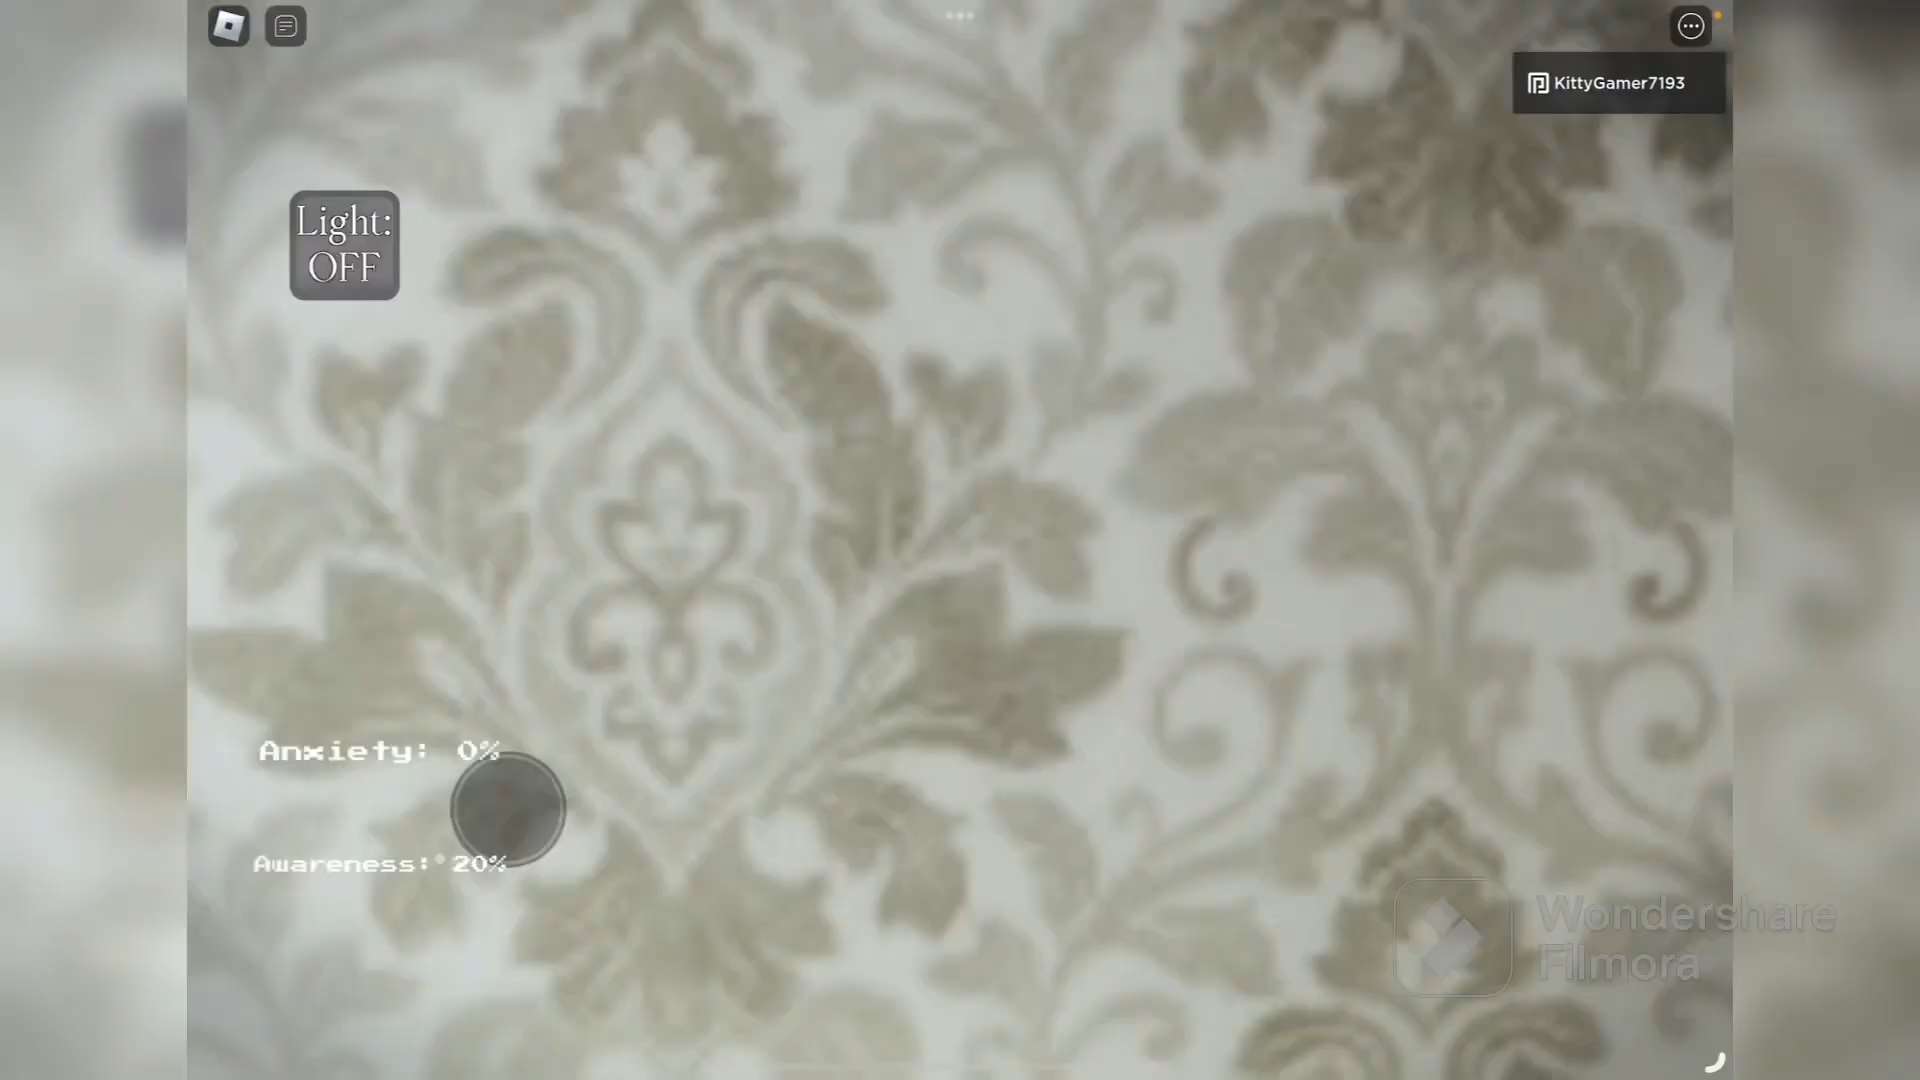 KittyGamer7193
Light:
OFF
Anxiety: 0%
Awareness: 20%
Wondershare
Filmora